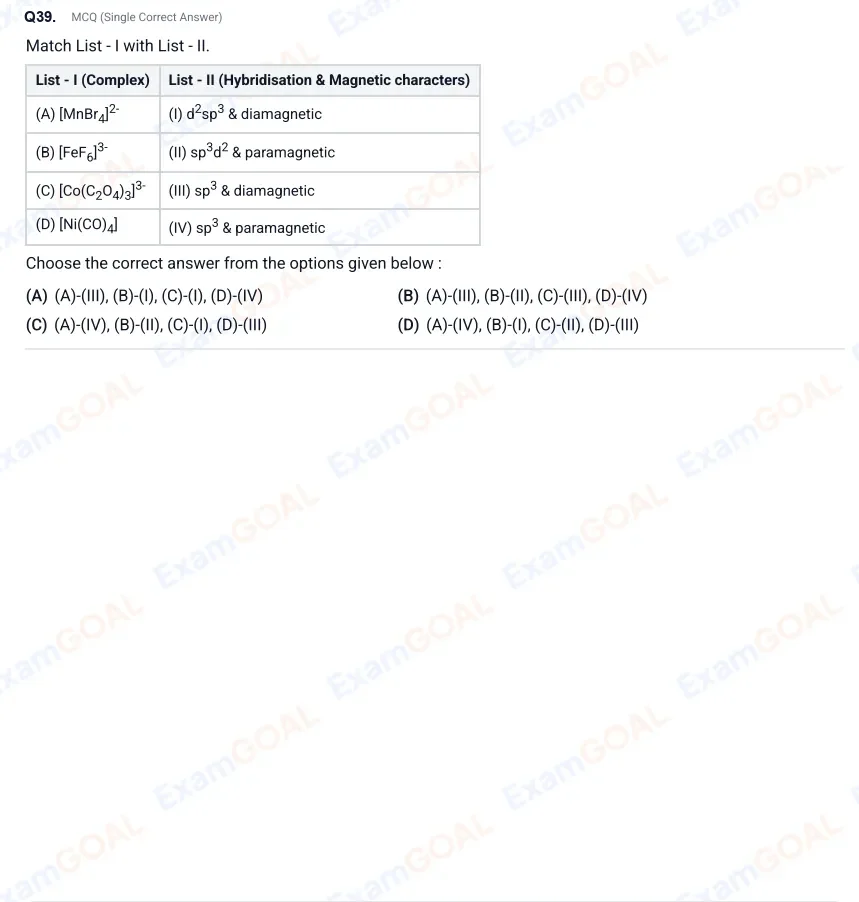 Q39. MCQ (Single Correct Answer)
Match List - I with List - II.
List - I (Complex) List - II (Hybridisation & Magnetic characters)
(A) [MnBr₄]²⁻ (I) d²sp³ & diamagnetic
(B) [FeF₆]³⁻ (II) sp³d² & paramagnetic
(C) [Co(C₂O₄)₃]³⁻ (III) sp³ & diamagnetic
(D) [Ni(CO)₄] (IV) sp³ & paramagnetic
Choose the correct answer from the options given below :
(A) (A)-(III), (B)-(I), (C)-(I), (D)-(IV) (B) (A)-(III), (B)-(II), (C)-(III), (D)-(IV)
(C) (A)-(IV), (B)-(II), (C)-(I), (D)-(III) (D) (A)-(IV), (B)-(I), (C)-(II), (D)-(III)
ExamGOAL